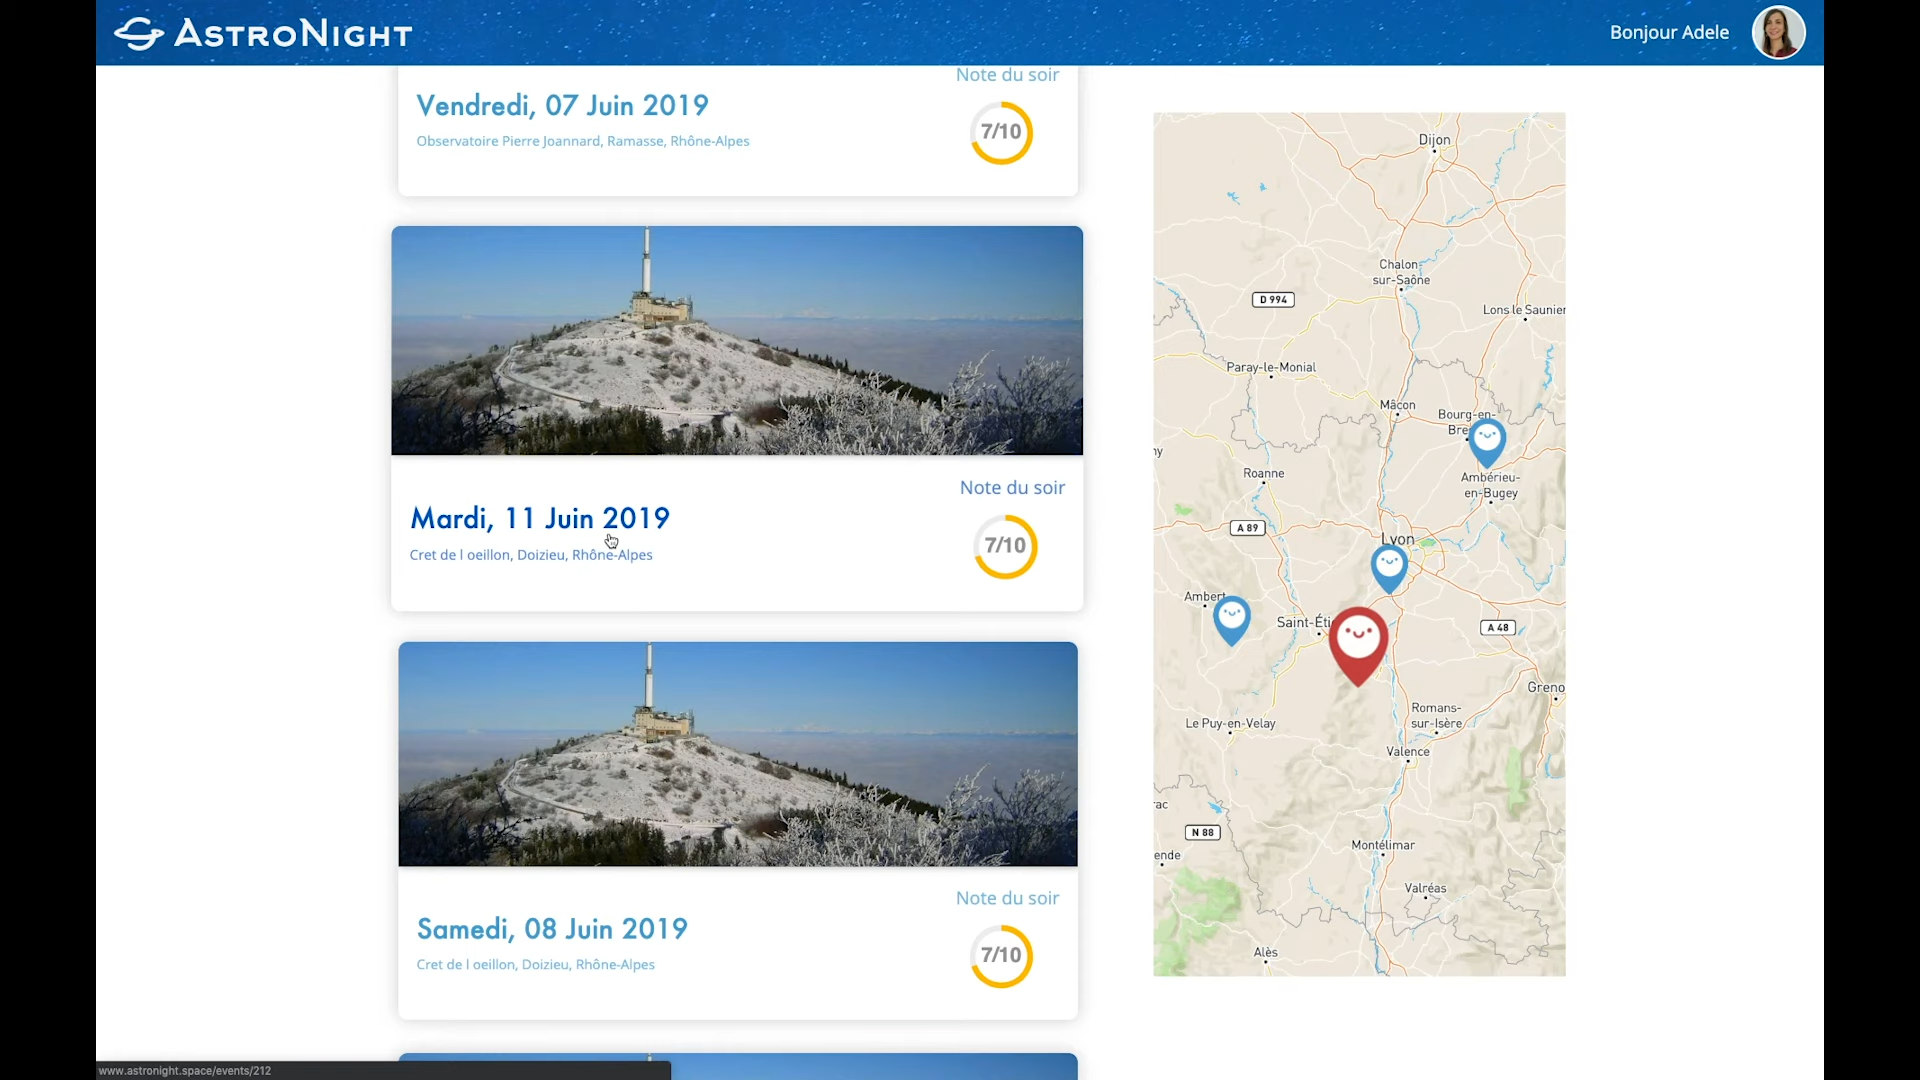 ASTRONIGHT
Bonjour Adele
Note du soir
Vendredi, 07 Juin 2019
7/10
Observatoire Pierre Joannard, Ramasse, Rhône-Alpes
Note du soir
Mardi, 11 Juin 2019
7/10
Cret de l oeillon, Doizieu, Rhône-Alpes
Note du soir
Samedi, 08 Juin 2019
7/10
Cret de l oeillon, Doizieu, Rhône-Alpes
Dijon
Chalon-
sur-Saône
D 994
Lons le Saunier
Paray-le-Monial
Mâcon
Bourg-en-
Bre
ny
Roanne
Ambérieu-
en-Bugey
A 89
Lyon
Ambert
Saint-Éti
A 48
Greno
Romans-
sur-Isère
Le Puy-en-Velay
Valence
rac
N 88
Montélimar
ende
Valréas
Alès
www.astronight.space/events/212